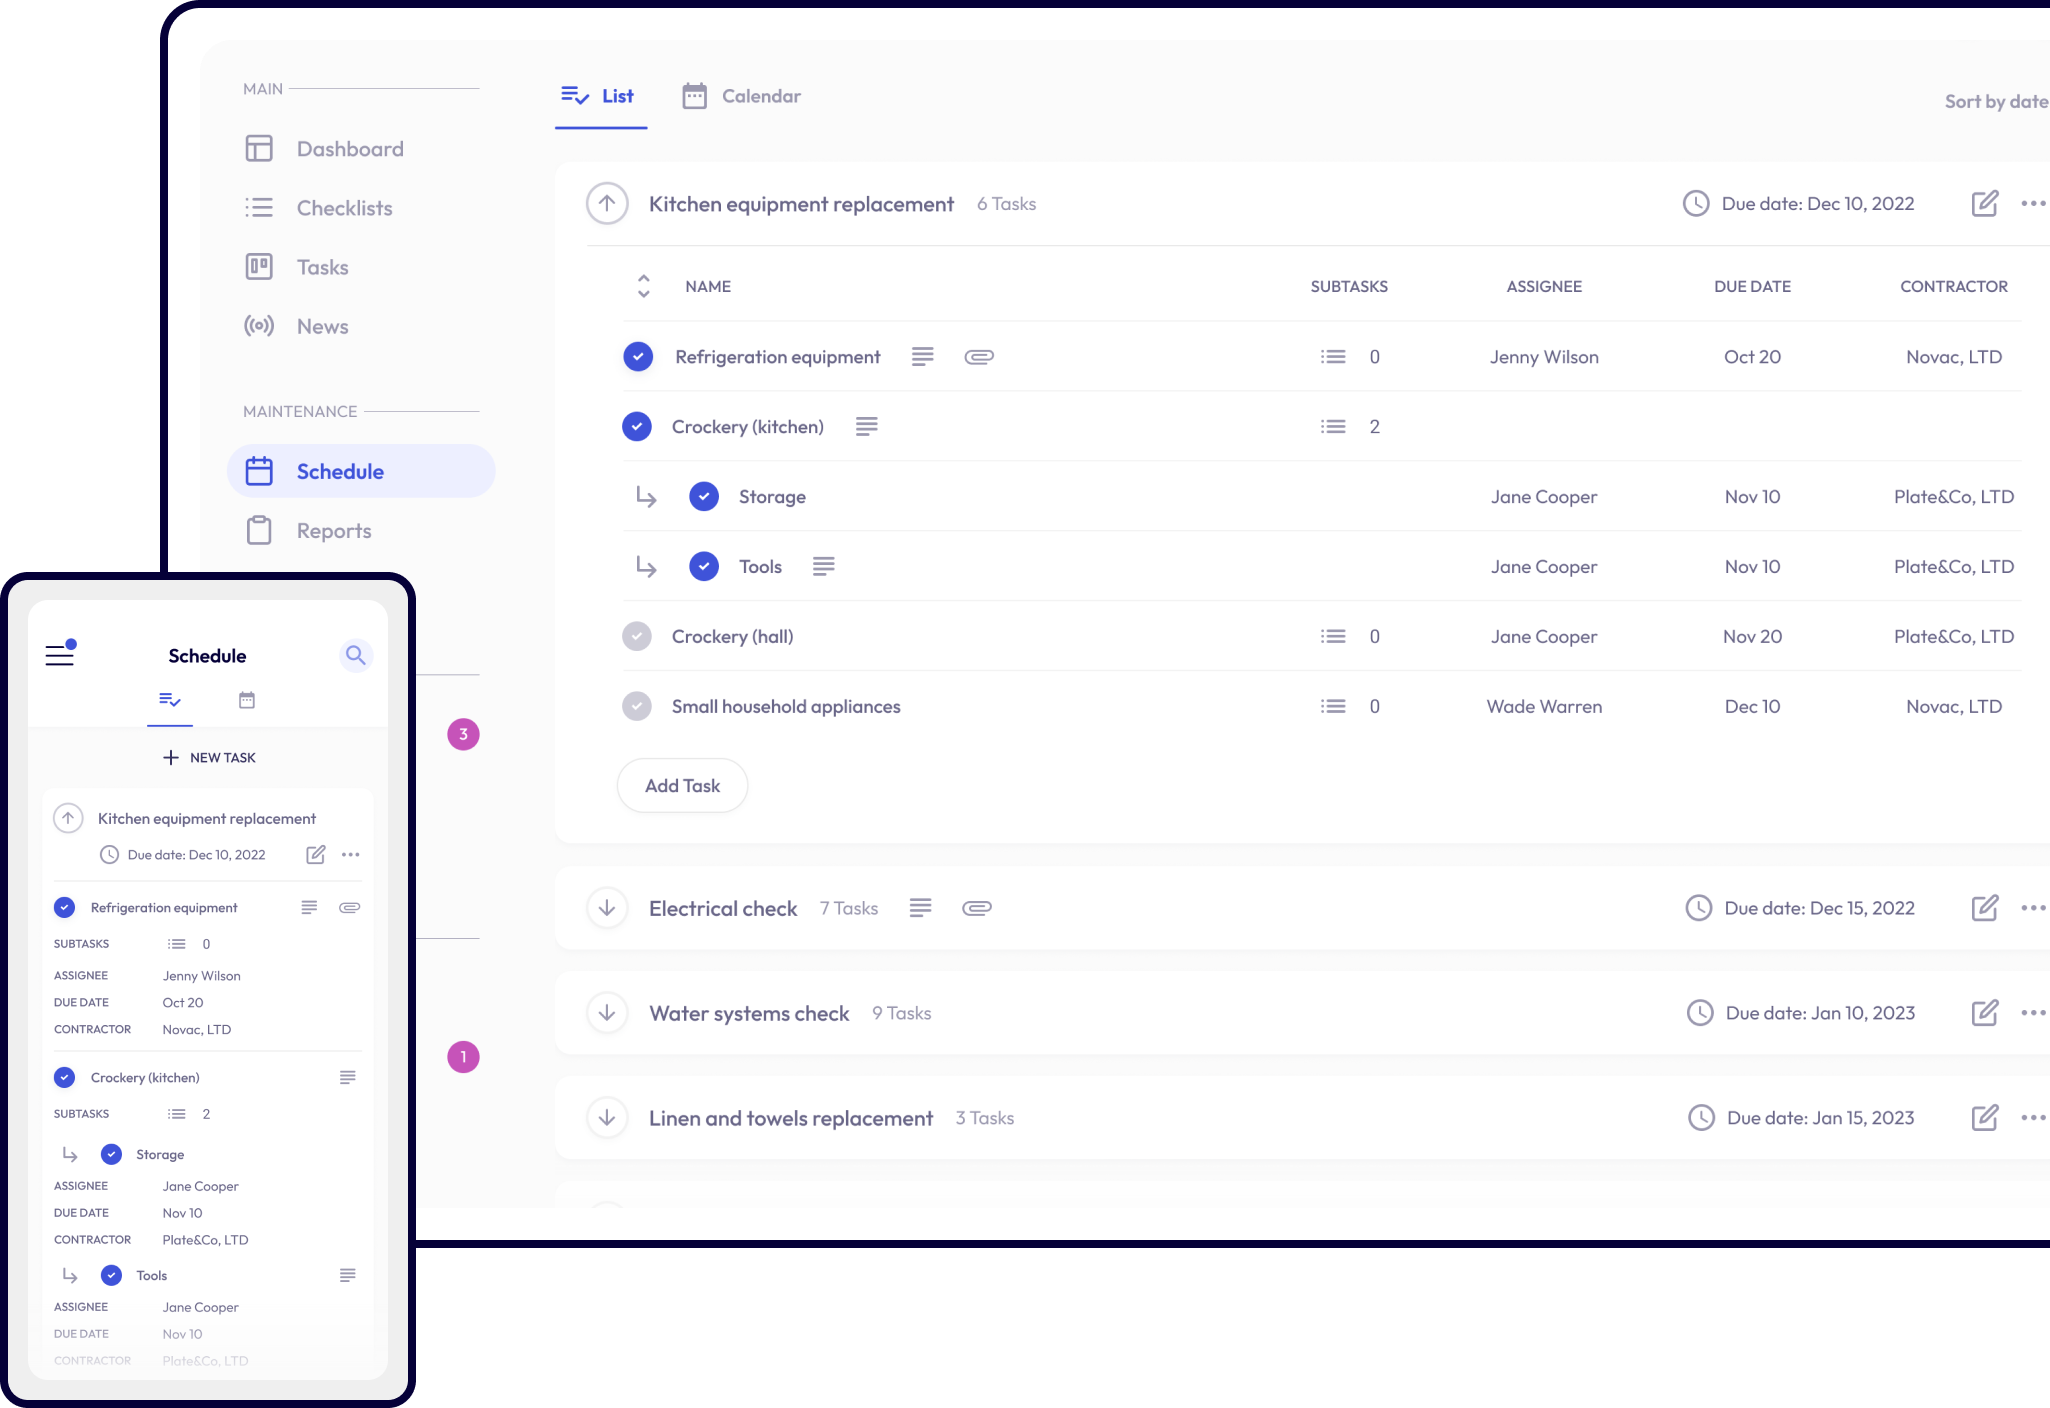 MAIN
Dashboard
Checklists
Tasks
News
MAINTENANCE
Schedule
Reports
3
1
List
Calendar
Sort by date
Kitchen equipment replacement 6 Tasks Due date: Dec 10, 2022
NAME SUBTASKS ASSIGNEE DUE DATE CONTRACTOR
Refrigeration equipment 0 Jenny Wilson Oct 20 Novac, LTD
Crockery (kitchen) 2
Storage Jane Cooper Nov 10 Plate&Co, LTD
Tools Jane Cooper Nov 10 Plate&Co, LTD
Crockery (hall) 0 Jane Cooper Nov 20 Plate&Co, LTD
Small household appliances 0 Wade Warren Dec 10 Novac, LTD
Add Task
Electrical check 7 Tasks Due date: Dec 15, 2022
Water systems check 9 Tasks Due date: Jan 10, 2023
Linen and towels replacement 3 Tasks Due date: Jan 15, 2023
Schedule
NEW TASK
Kitchen equipment replacement
Due date: Dec 10, 2022
Refrigeration equipment
SUBTASKS 0
ASSIGNEE Jenny Wilson
DUE DATE Oct 20
CONTRACTOR Novac, LTD
Crockery (kitchen)
SUBTASKS 2
Storage
ASSIGNEE Jane Cooper
DUE DATE Nov 10
CONTRACTOR Plate&Co, LTD
Tools
ASSIGNEE Jane Cooper
DUE DATE Nov 10
CONTRACTOR Plate&Co, LTD